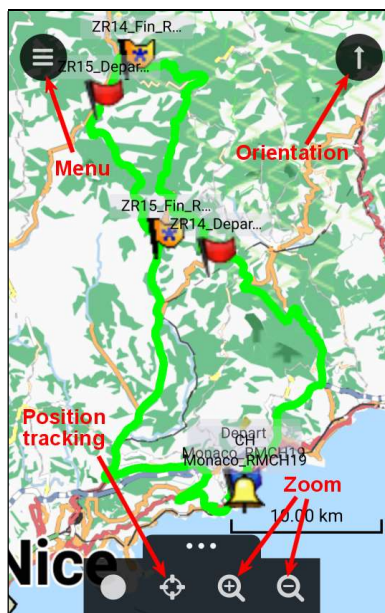 ZR14_Fin_R...
ZR15_Depar...
Menu
Orientation
ZR15_Fin_R...
ZR14_Depar...
Position
tracking
Depart
CH
Monaco_RMCH19
Monaco_RMCH19
Zoom
10.00 km
Nice